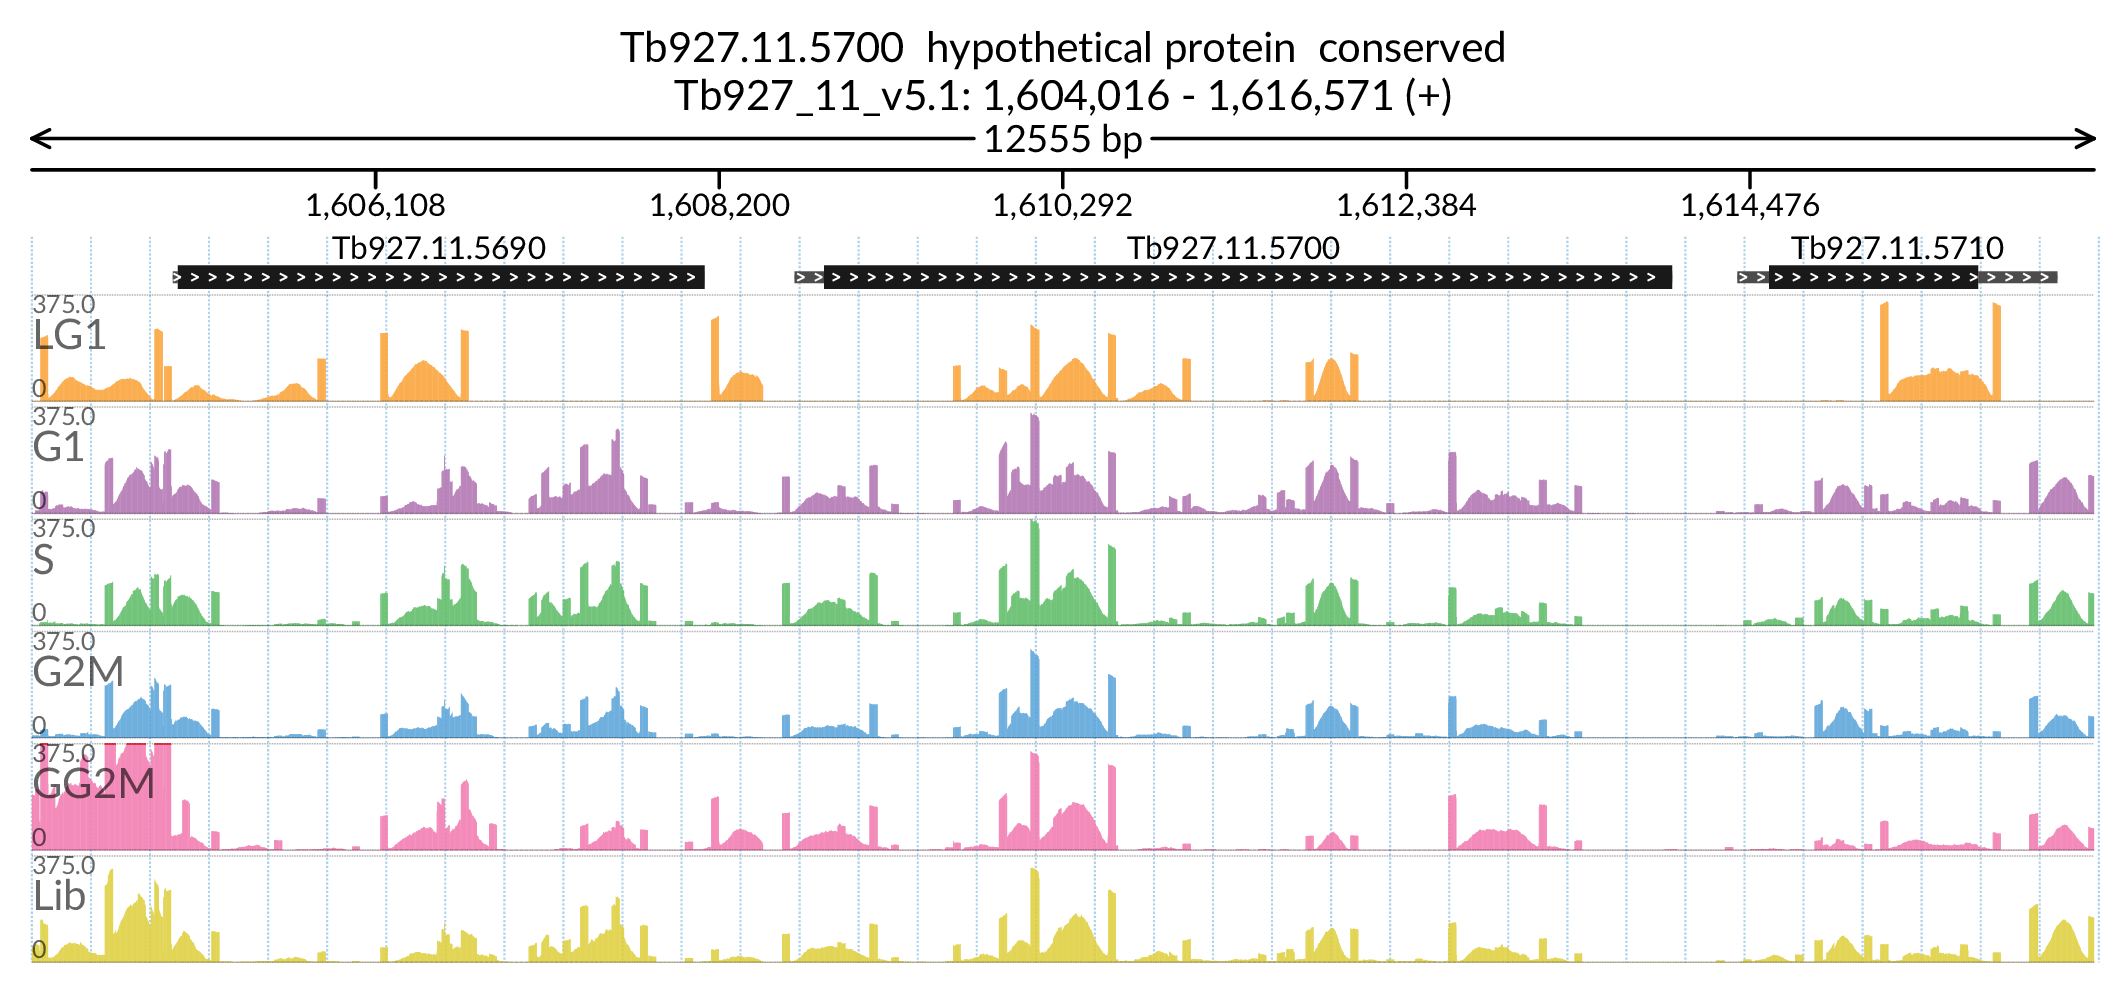 Tb927.11.5700 hypothetical protein conserved
Tb927_11_v5.1: 1,604,016 - 1,616,571 (+)
12555 bp
1,606,108 1,608,200 1,610,292 1,612,384 1,614,476
Tb927.11.5690 Tb927.11.5700 Tb927.11.5710
375.0
LG1
0
375.0
G1
0
375.0
S
0
375.0
G2M
0
375.0
GG2M
0
375.0
Lib
0